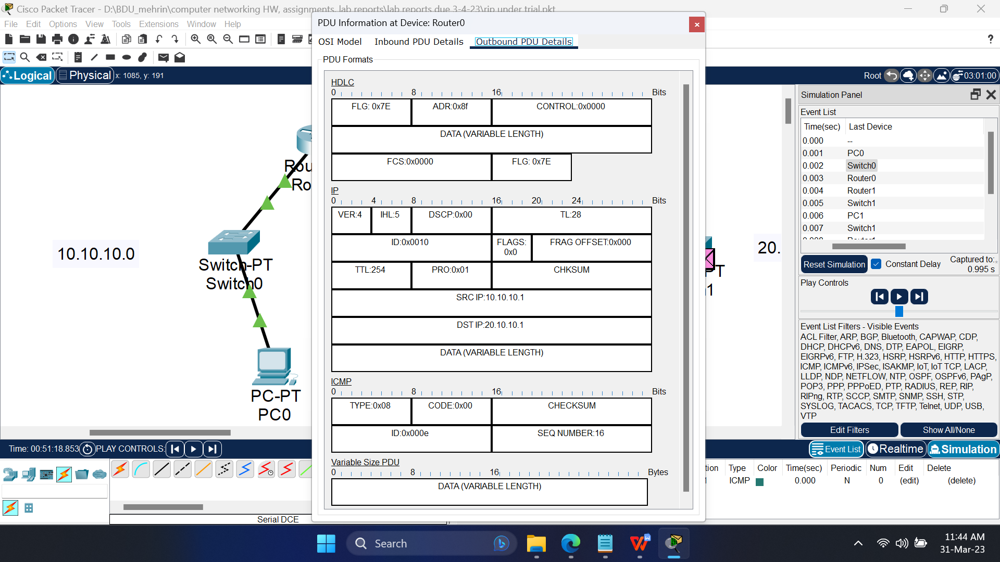 Cisco Packet Tracer - D:\BDU_mehrin\computer networking HW, assignments, lab reports\lab reports due 3-4-23\rip under trial.pkt
File Edit Options View Tools Extensions Window Help
?
Logical Physical x: 1085, y: 191
Root 03:01:00
10.10.10.0
Rou
Ro
Switch-PT
Switch0
PC-PT
PC0
20.
PT
1
PDU Information at Device: Router0
OSI Model Inbound PDU Details Outbound PDU Details
PDU Formats
HDLC
0 8 16 Bits
FLG: 0x7E ADR:0x8f CONTROL:0x0000
DATA (VARIABLE LENGTH)
FCS:0x0000 FLG: 0x7E
IP
0 4 8 16 20 24 Bits
VER:4 IHL:5 DSCP:0x00 TL:28
ID:0x0010 FLAGS: 0x0 FRAG OFFSET:0x000
TTL:254 PRO:0x01 CHKSUM
SRC IP:10.10.10.1
DST IP:20.10.10.1
DATA (VARIABLE LENGTH)
ICMP
0 8 16 Bits
TYPE:0x08 CODE:0x00 CHECKSUM
ID:0x000e SEQ NUMBER:16
Variable Size PDU
0 8 16 Bytes
DATA (VARIABLE LENGTH)
Simulation Panel
Event List
Time(sec) Last Device
0.000 --
0.001 PC0
0.002 Switch0
0.003 Router0
0.004 Router1
0.005 Switch1
0.006 PC1
0.007 Switch1
0.008 Router1
Reset Simulation Constant Delay Captured to:*
0.995 s
Play Controls
Event List Filters - Visible Events
ACL Filter, ARP, BGP, Bluetooth, CAPWAP, CDP,
DHCP, DHCPv6, DNS, DTP, EAPOL, EIGRP,
EIGRPv6, FTP, H.323, HSRP, HSRPv6, HTTP, HTTPS,
ICMP, ICMPv6, IPSec, ISAKMP, IoT, IoT TCP, LACP,
LLDP, NDP, NETFLOW, NTP, OSPF, OSPFv6, PAgP,
POP3, PPP, PPPoED, PTP, RADIUS, REP, RIP,
RIPng, RTP, SCCP, SMTP, SNMP, SSH, STP,
SYSLOG, TACACS, TCP, TFTP, Telnet, UDP, USB,
VTP
Edit Filters Show All/None
Time: 00:51:18.853 PLAY CONTROLS:
Event List Realtime Simulation
tion Type Color Time(sec) Periodic Num Edit Delete
1 ICMP 0.000 N 0 (edit) (delete)
Serial DCE
Search
11:44 AM
31-Mar-23